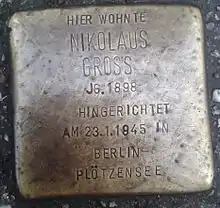 HIER WOHNTE
NIKOLAUS
GROSS
JG. 1898
HINGERICHTET
AM 23.1.1945 IN
BERLIN-
PLÖTZENSEE